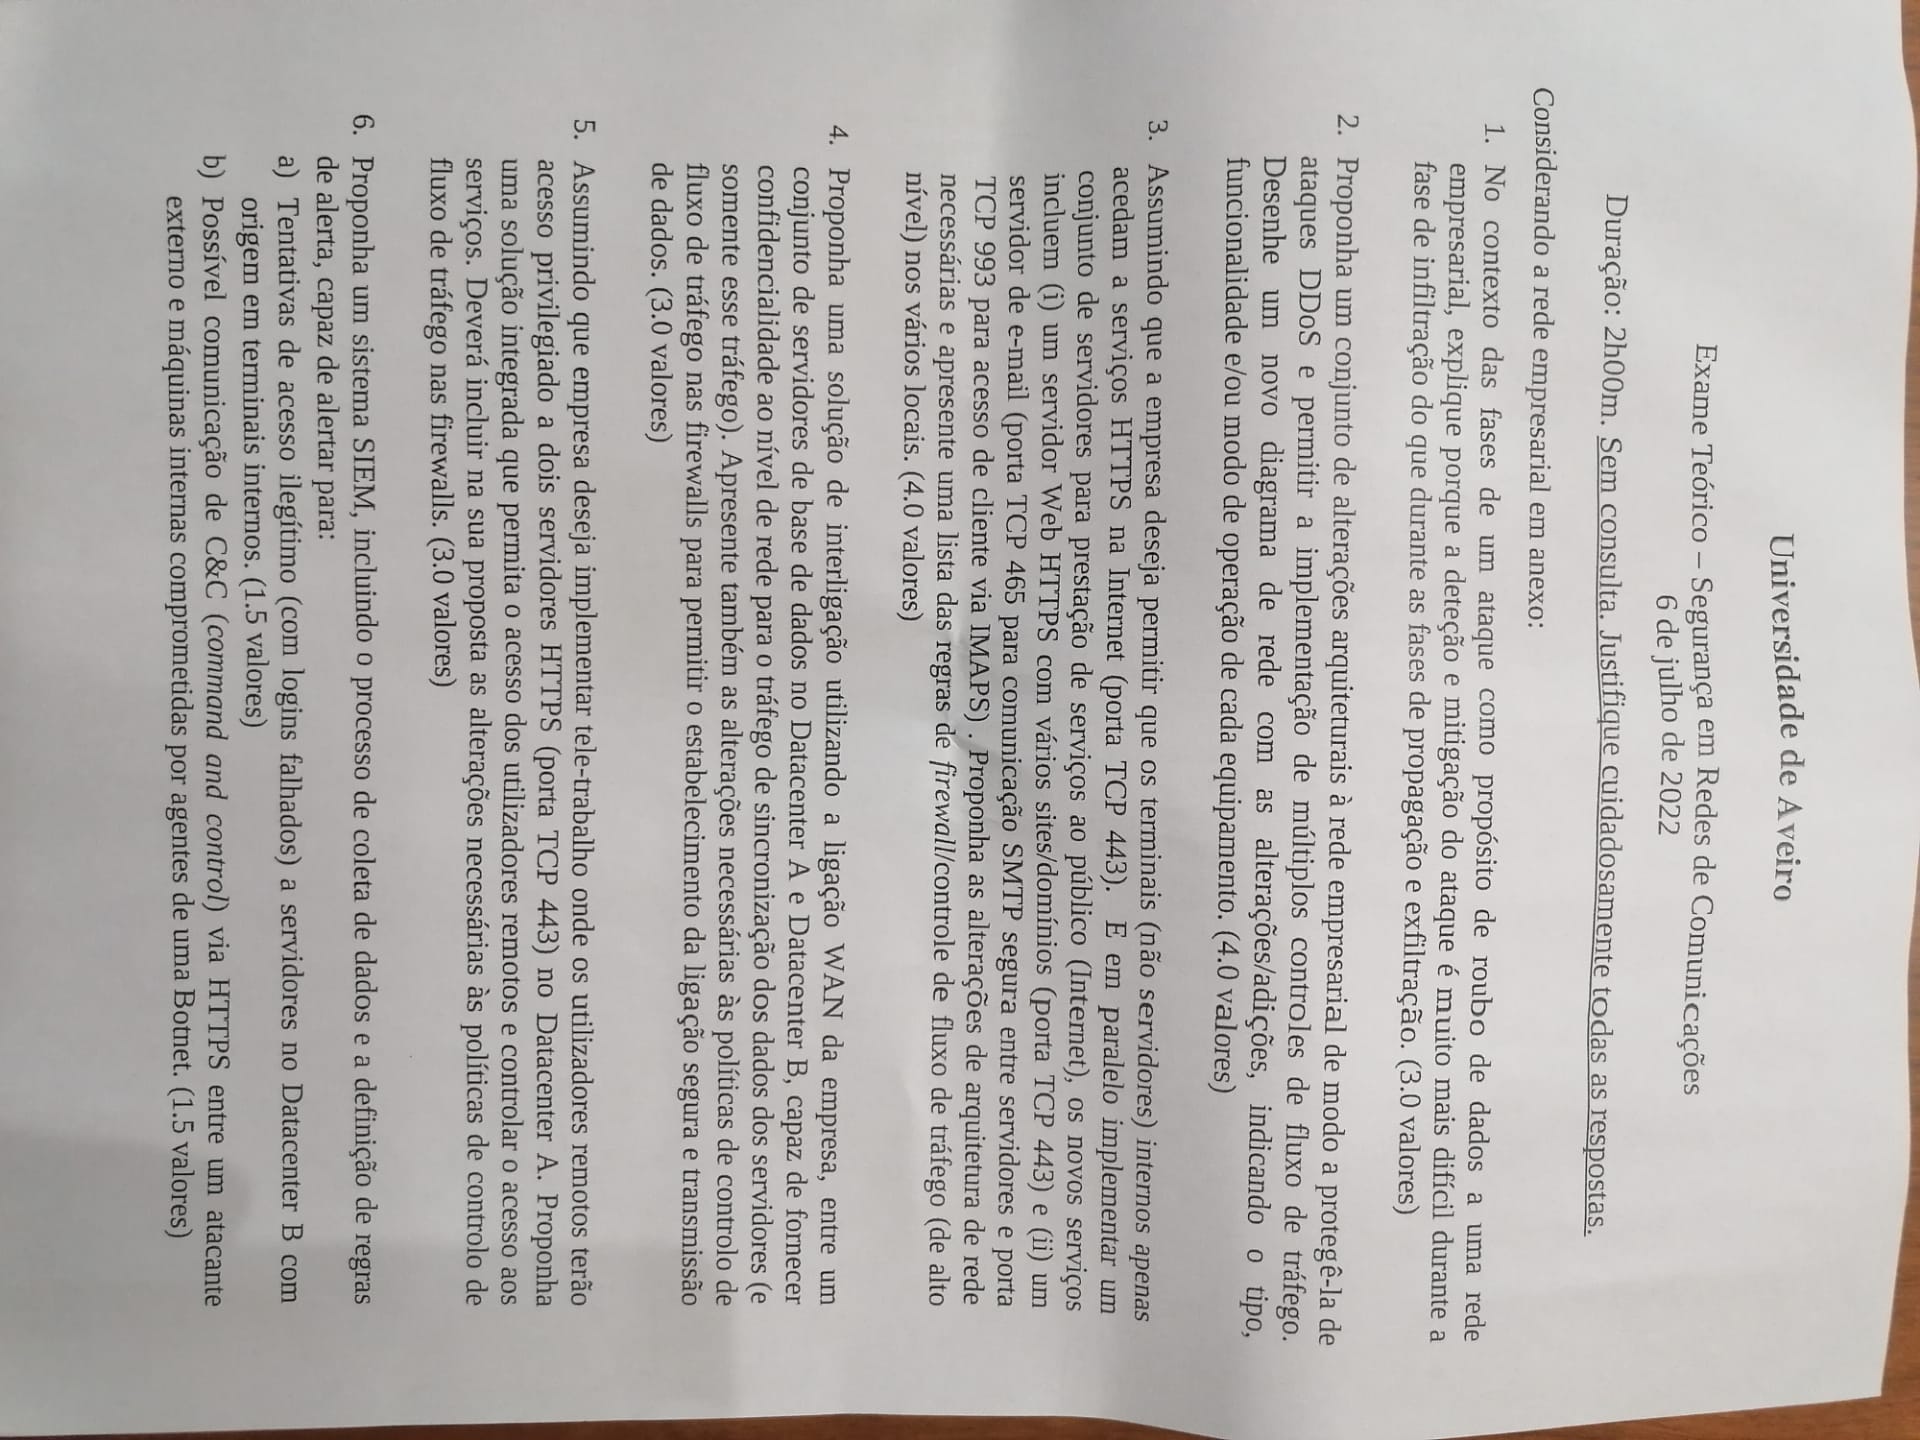 Universidade de Aveiro
Exame Teórico – Segurança em Redes de Comunicações
6 de julho de 2022
Duração: 2h00m. Sem consulta. Justifique cuidadosamente todas as respostas.
Considerando a rede empresarial em anexo:
1. No contexto das fases de um ataque como propósito de roubo de dados a uma rede
empresarial, explique porque a deteção e mitigação do ataque é muito mais difícil durante a
fase de infiltração do que durante as fases de propagação e exfiltração. (3.0 valores)
2. Proponha um conjunto de alterações arquiteturais à rede empresarial de modo a protegê-la de
ataques DDoS e permitir a implementação de múltiplos controles de fluxo de tráfego.
Desenhe um novo diagrama de rede com as alterações/adições, indicando o tipo,
funcionalidade e/ou modo de operação de cada equipamento. (4.0 valores)
3. Assumindo que a empresa deseja permitir que os terminais (não servidores) internos apenas
acedam a serviços HTTPS na Internet (porta TCP 443). E em paralelo implementar um
conjunto de servidores para prestação de serviços ao público (Internet), os novos serviços
incluem (i) um servidor Web HTTPS com vários sites/domínios (porta TCP 443) e (ii) um
servidor de e-mail (porta TCP 465 para comunicação SMTP segura entre servidores e porta
TCP 993 para acesso de cliente via IMAPS) . Proponha as alterações de arquitetura de rede
necessárias e apresente uma lista das regras de firewall/controle de fluxo de tráfego (de alto
nível) nos vários locais. (4.0 valores)
4. Proponha uma solução de interligação utilizando a ligação WAN da empresa, entre um
conjunto de servidores de base de dados no Datacenter A e Datacenter B, capaz de fornecer
confidencialidade ao nível de rede para o tráfego de sincronização dos dados dos servidores (e
somente esse tráfego). Apresente também as alterações necessárias às políticas de controlo de
fluxo de tráfego nas firewalls para permitir o estabelecimento da ligação segura e transmissão
de dados. (3.0 valores)
5. Assumindo que empresa deseja implementar tele-trabalho onde os utilizadores remotos terão
acesso privilegiado a dois servidores HTTPS (porta TCP 443) no Datacenter A. Proponha
uma solução integrada que permita o acesso dos utilizadores remotos e controlar o acesso aos
serviços. Deverá incluir na sua proposta as alterações necessárias às políticas de controlo de
fluxo de tráfego nas firewalls. (3.0 valores)
6. Proponha um sistema SIEM, incluindo o processo de coleta de dados e a definição de regras
de alerta, capaz de alertar para:
a) Tentativas de acesso ilegítimo (com logins falhados) a servidores no Datacenter B com
origem em terminais internos. (1.5 valores)
b) Possível comunicação de C&C (command and control) via HTTPS entre um atacante
externo e máquinas internas comprometidas por agentes de uma Botnet. (1.5 valores)